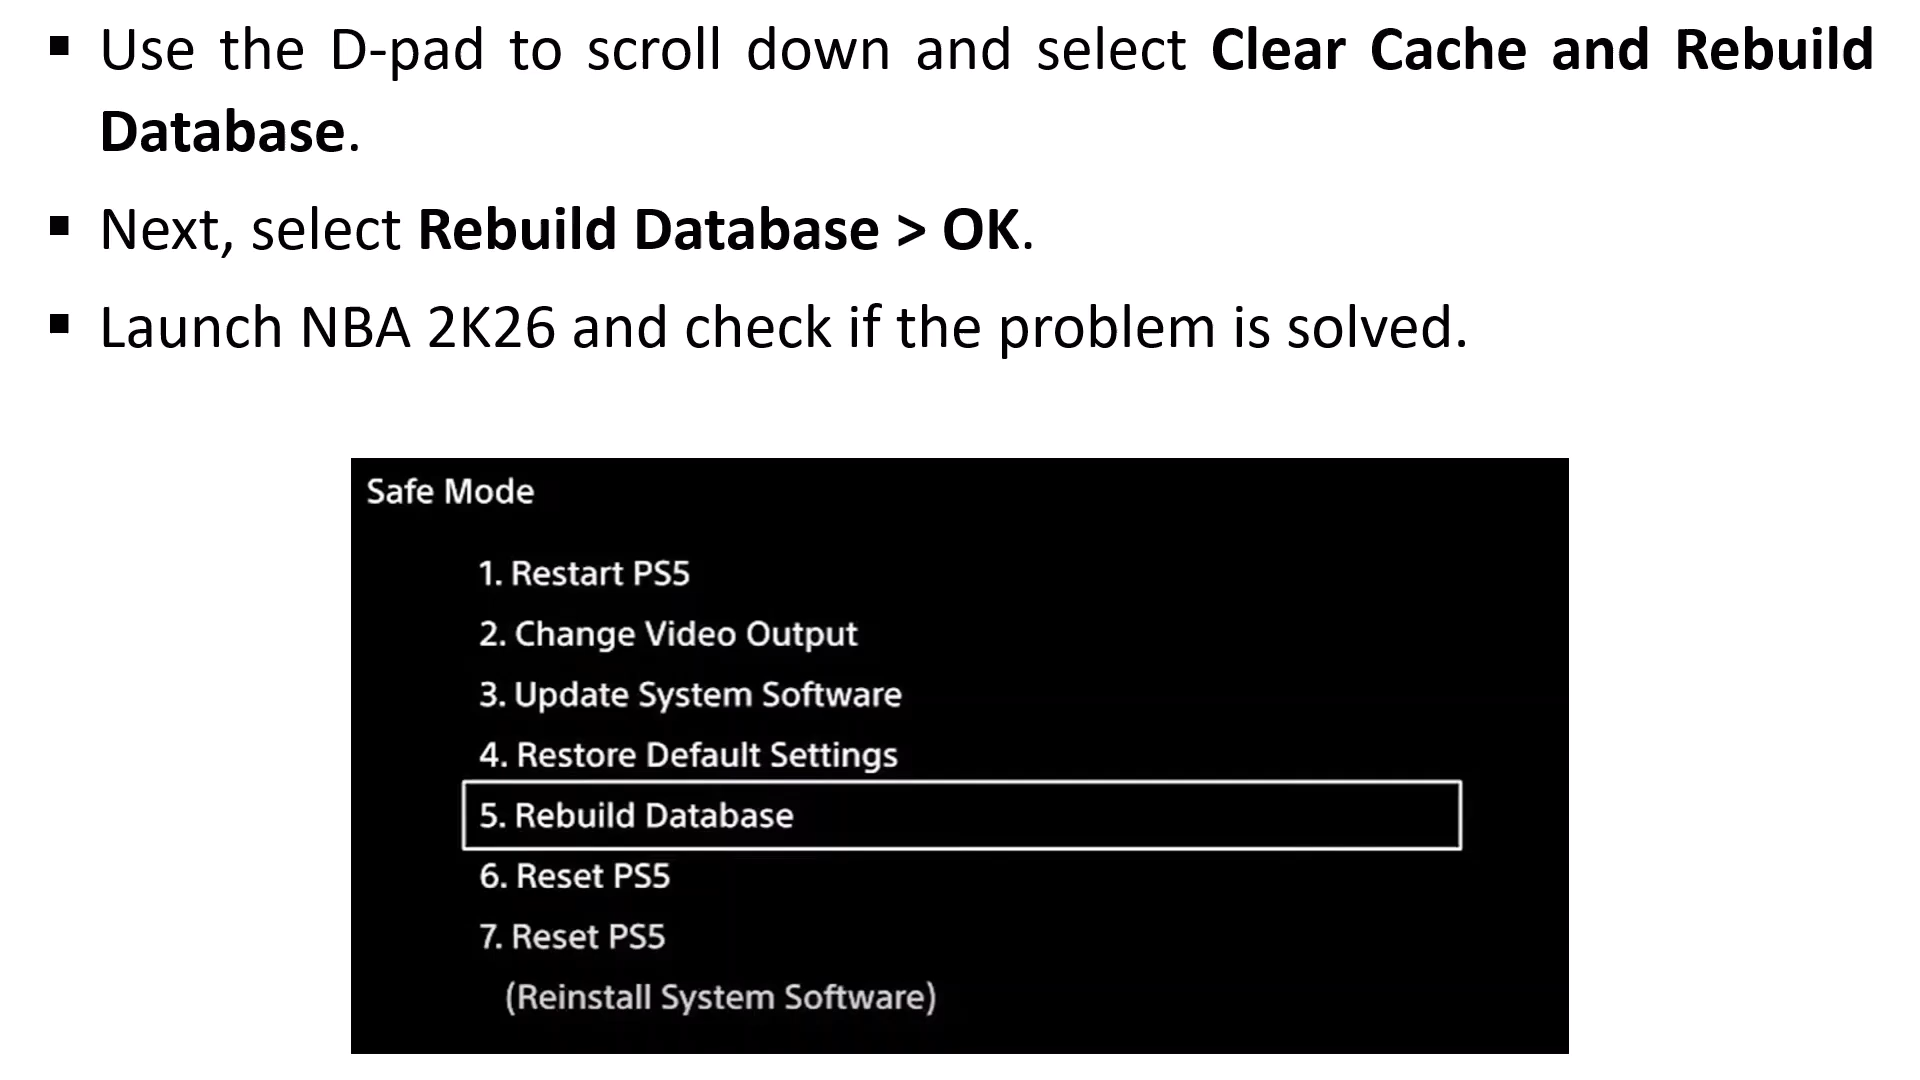 ▪ Use the D-pad to scroll down and select Clear Cache and Rebuild
Database.
▪ Next, select Rebuild Database > OK.
▪ Launch NBA 2K26 and check if the problem is solved.
Safe Mode
1. Restart PS5
2. Change Video Output
3. Update System Software
4. Restore Default Settings
5. Rebuild Database
6. Reset PS5
7. Reset PS5
(Reinstall System Software)